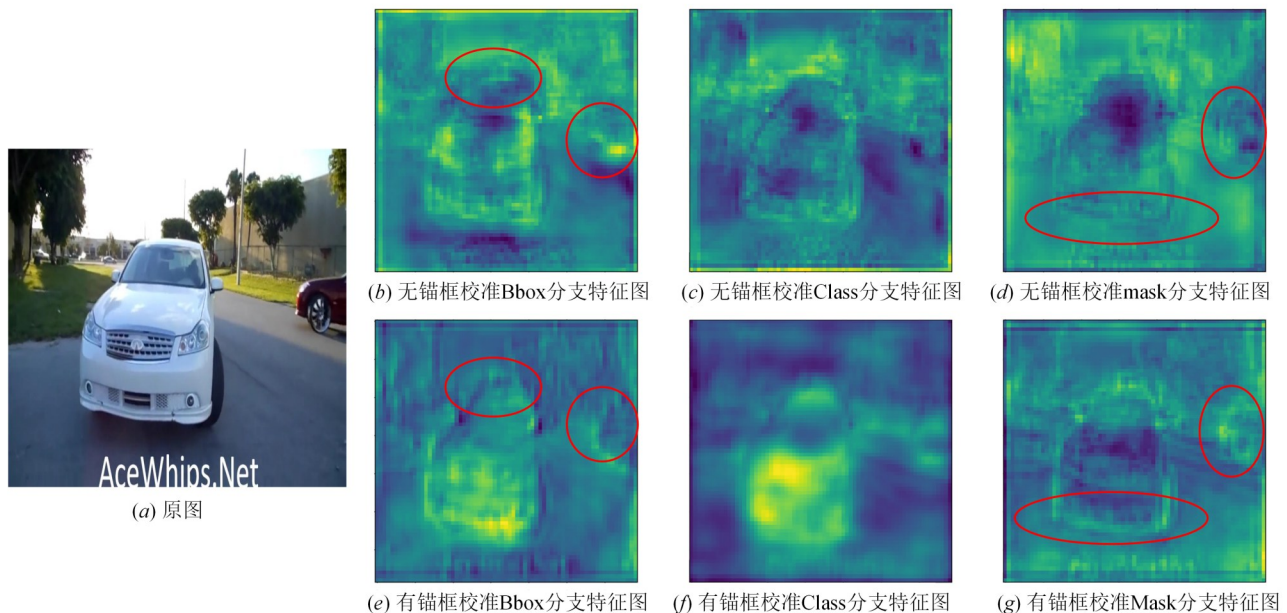 (b) 无锚框校准Bbox分支特征图
(c) 无锚框校准Class分支特征图
(d) 无锚框校准mask分支特征图
AceWhips.Net
(a) 原图
(e) 有锚框校准Bbox分支特征图
(f) 有锚框校准Class分支特征图
(g) 有锚框校准Mask分支特征图